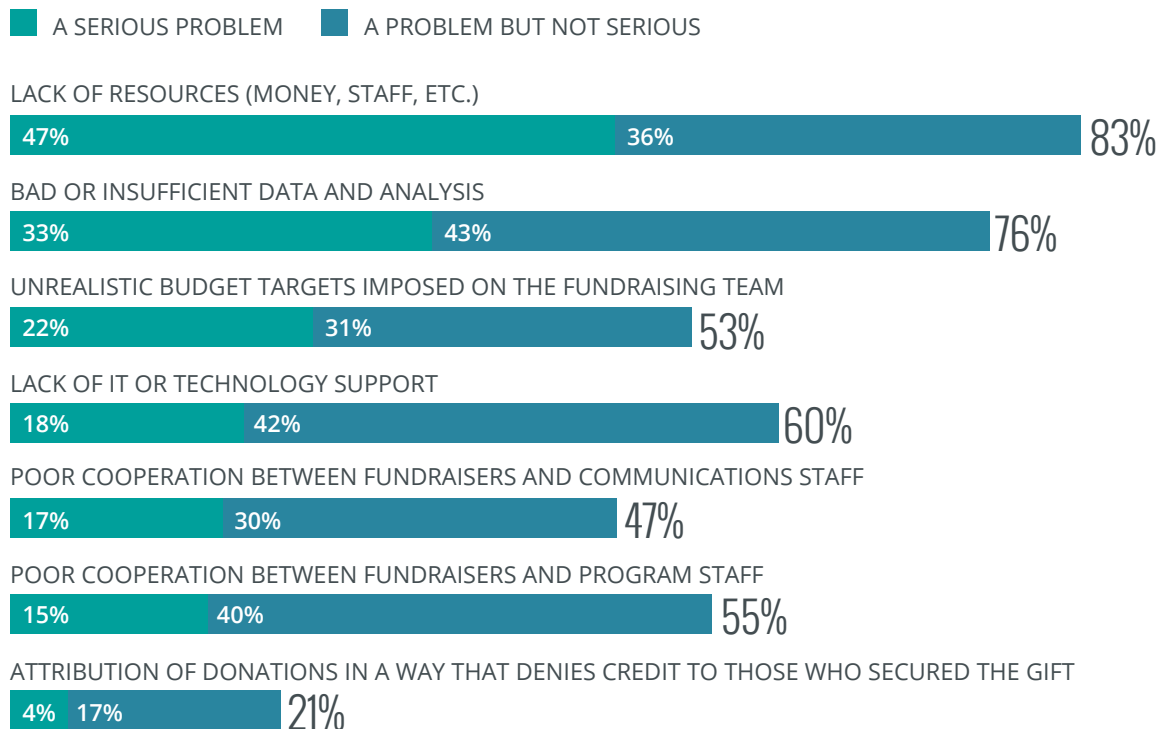 A SERIOUS PROBLEM A PROBLEM BUT NOT SERIOUS
LACK OF RESOURCES (MONEY, STAFF, ETC.)
47% 36% 83%
BAD OR INSUFFICIENT DATA AND ANALYSIS
33% 43% 76%
UNREALISTIC BUDGET TARGETS IMPOSED ON THE FUNDRAISING TEAM
22% 31% 53%
LACK OF IT OR TECHNOLOGY SUPPORT
18% 42% 60%
POOR COOPERATION BETWEEN FUNDRAISERS AND COMMUNICATIONS STAFF
17% 30% 47%
POOR COOPERATION BETWEEN FUNDRAISERS AND PROGRAM STAFF
15% 40% 55%
ATTRIBUTION OF DONATIONS IN A WAY THAT DENIES CREDIT TO THOSE WHO SECURED THE GIFT
4% 17% 21%